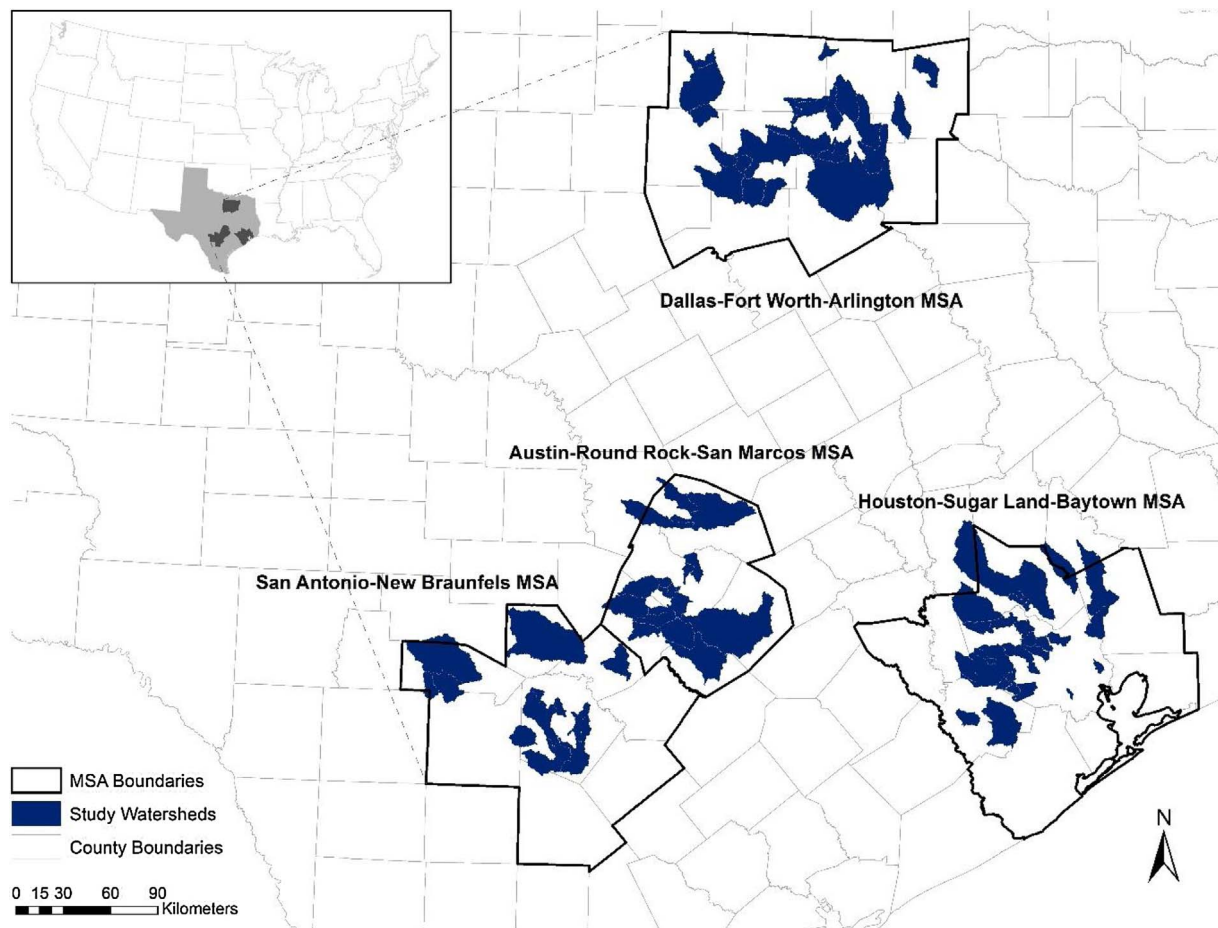 Dallas-Fort Worth-Arlington MSA
Austin-Round Rock-San Marcos MSA
Houston-Sugar Land-Baytown MSA
San Antonio-New Braunfels MSA
MSA Boundaries
Study Watersheds
County Boundaries
0 15 30 60 90
Kilometers
N